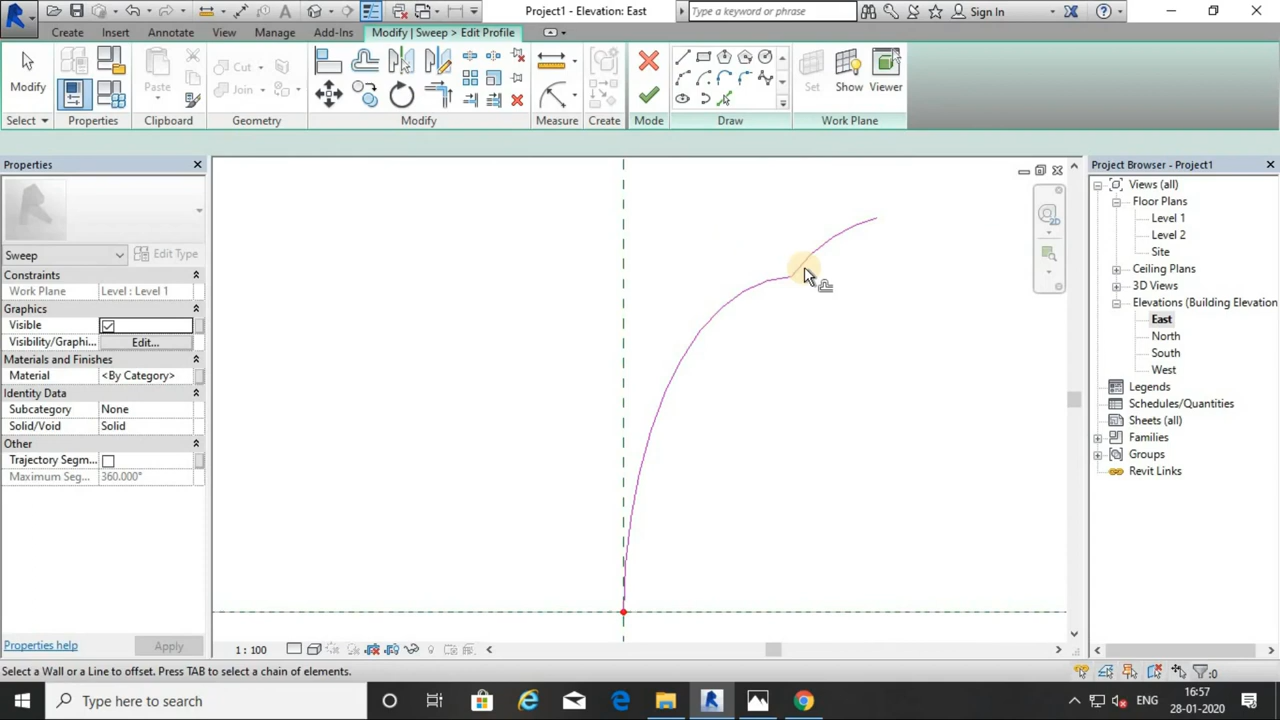 Project1 - Elevation: East
Type a keyword or phrase
Sign In
Create Insert Annotate View Manage Add-Ins Modify | Sweep > Edit Profile
Modify
Paste
Cut
Join
Set Show Viewer
Select Properties Clipboard Geometry Modify Measure Create Mode Draw Work Plane
Properties
Sweep
Edit Type
Constraints
Work Plane Level : Level 1
Graphics
Visible
Visibility/Graphi... Edit...
Materials and Finishes
Material <By Category>
Identity Data
Subcategory None
Solid/Void Solid
Other
Trajectory Segm...
Maximum Seg... 360.000°
Properties help
Apply
2D
Project Browser - Project1
Views (all)
Floor Plans
Level 1
Level 2
Site
Ceiling Plans
3D Views
Elevations (Building Elevation
East
North
South
West
Legends
Schedules/Quantities
Sheets (all)
Families
Groups
Revit Links
1 : 100
Select a Wall or a Line to offset. Press TAB to select a chain of elements.
:0
Type here to search
ENG
16:57
28-01-2020